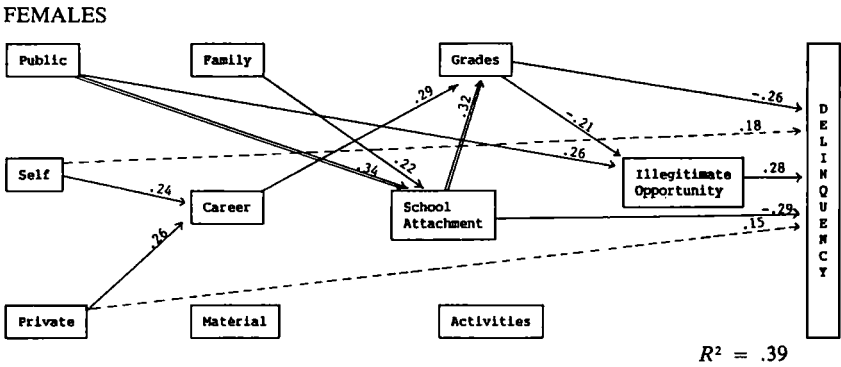 FEMALES
Public
Family
Grades
.29
.32
-.26
-.21
.18
.26
.34
.22
Self
.24
Career
School
Attachment
Illegitimate
Opportunity
.28
-.29
.15
.26
Private
Material
Activities
DELINQUENCY
R² = .39